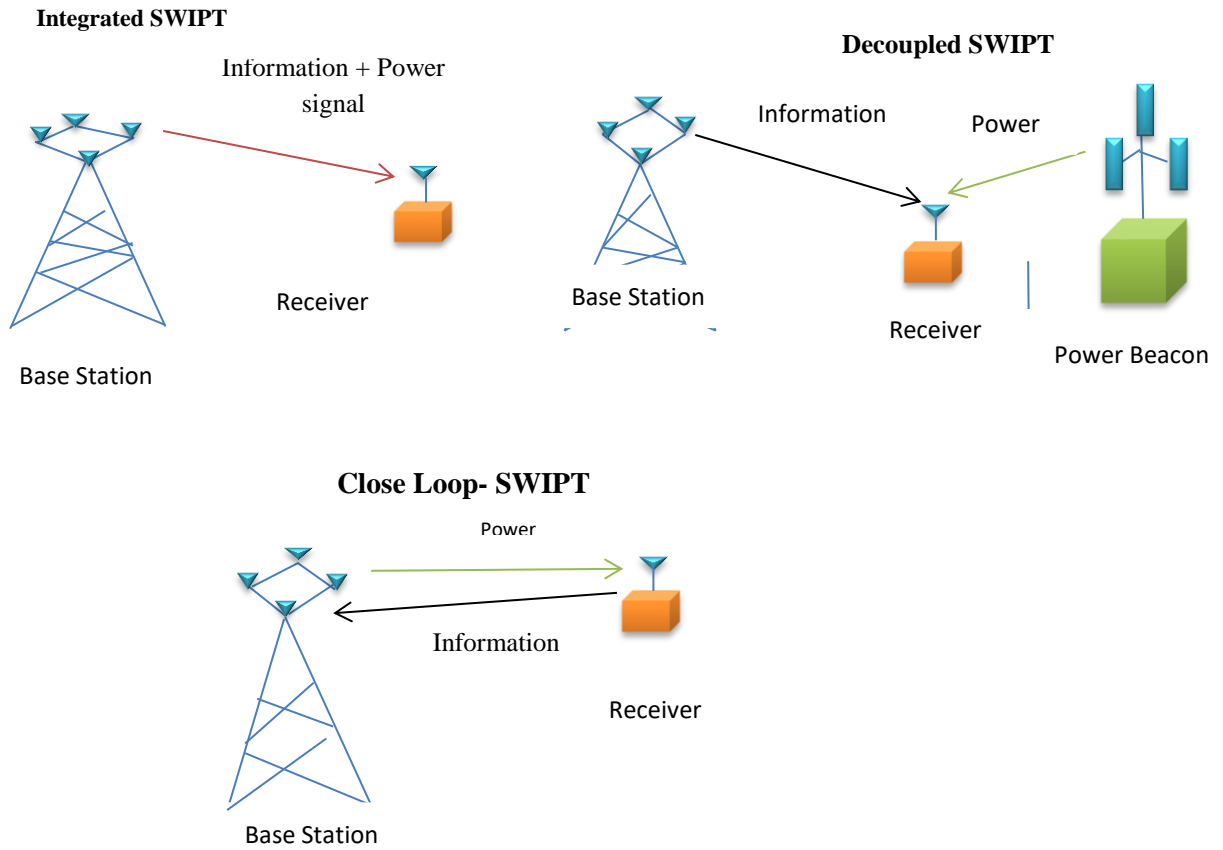 Integrated SWIPT
Information + Power
signal
Receiver
Base Station
Decoupled SWIPT
Information
Power
Base Station
Receiver
Power Beacon
Close Loop- SWIPT
Power
Information
Receiver
Base Station